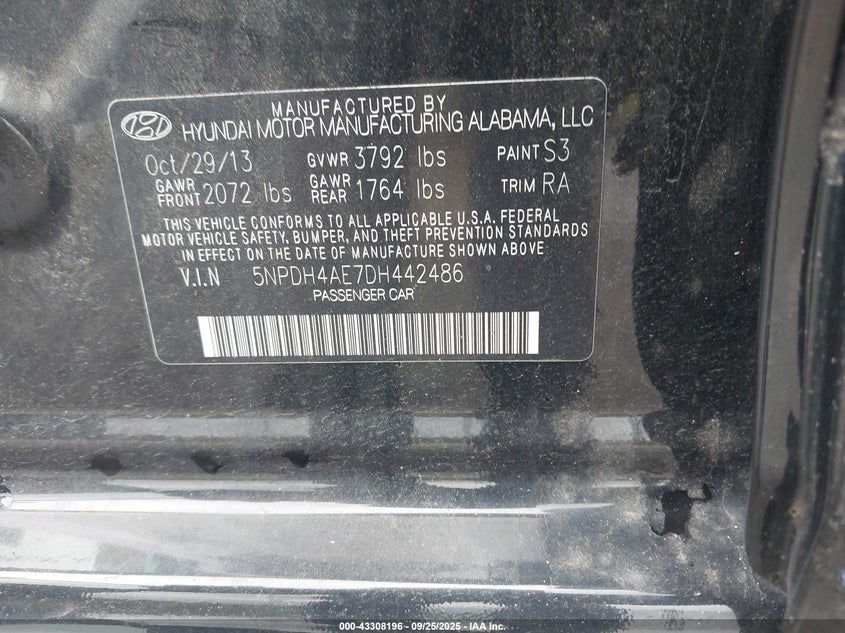 MANUFACTURED BY
HYUNDAI MOTOR MANUFACTURING ALABAMA, LLC
Oct/29/13 GVWR 3792 lbs PAINT S3
GAWR FRONT 2072 lbs GAWR REAR 1764 lbs TRIM RA
THIS VEHICLE CONFORMS TO ALL APPLICABLE U.S.A. FEDERAL
MOTOR VEHICLE SAFETY, BUMPER, AND THEFT PREVENTION STANDARDS
IN EFFECT ON THE DATE OF MANUFACTURE SHOWN ABOVE
V.I.N 5NPDH4AE7DH442486
PASSENGER CAR
000-43308196 - 09/25/2025 - IAA Inc.